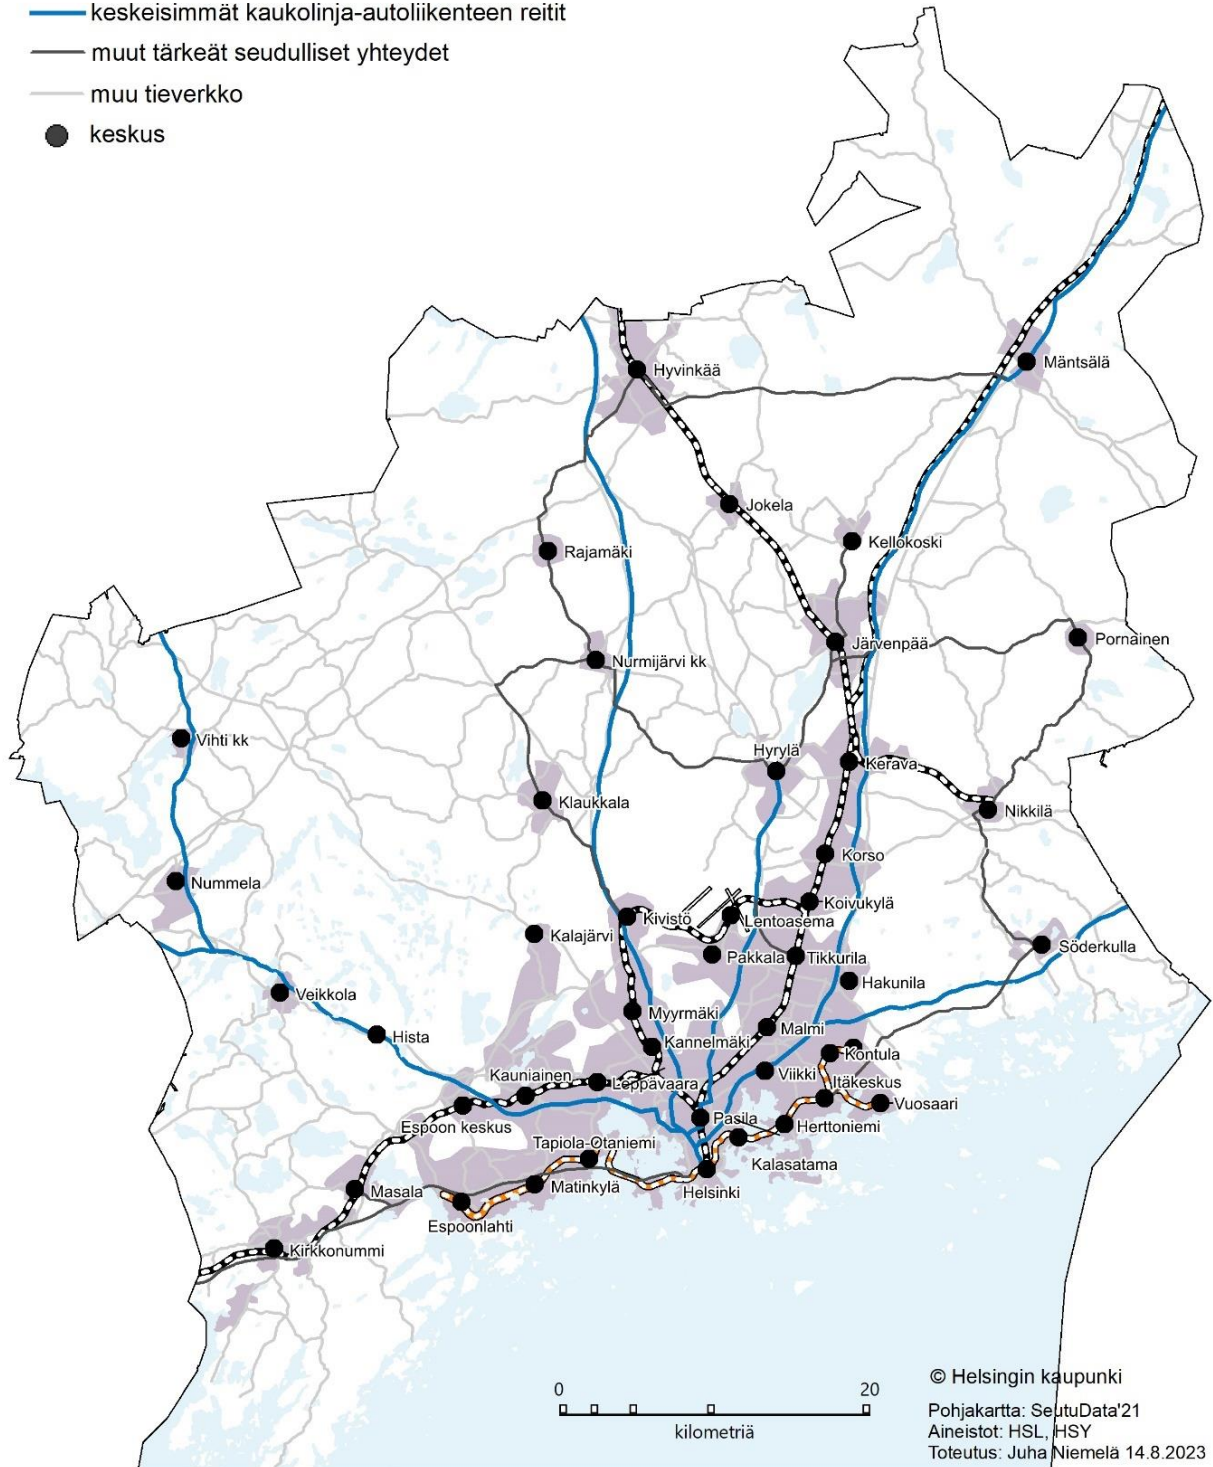 keskeisimmät kaukolinja-autoliikenteen reitit
muut tärkeät seudulliset yhteydet
muu tieverkko
keskus
Hyvinkää
Mäntsälä
Jokela
Kellokoski
Rajamäki
Järvenpää
Pornainen
Nurmijärvi kk
Vihti kk
Hyrylä
Kerava
Klaukkala
Nikkilä
Korso
Nummela
Koivukylä
Kivistö
Lentoasema
Kalajärvi
Pakkala
Tikkurila
Söderkulla
Hakunila
Veikkola
Myyrmäki
Malmi
Hista
Kannelmäki
Kontula
Kauniainen
Leppävaara
Viikki
Itäkeskus
Vuosaari
Espoon keskus
Pasila
Herttoniemi
Tapiola-Otaniemi
Kalasatama
Masala
Matinkylä
Helsinki
Espoonlahti
Kirkkonummi
0
20
kilometriä
© Helsingin kaupunki
Pohjakartta: SeutuData'21
Aineistot: HSL, HSY
Toteutus: Juha Niemelä 14.8.2023